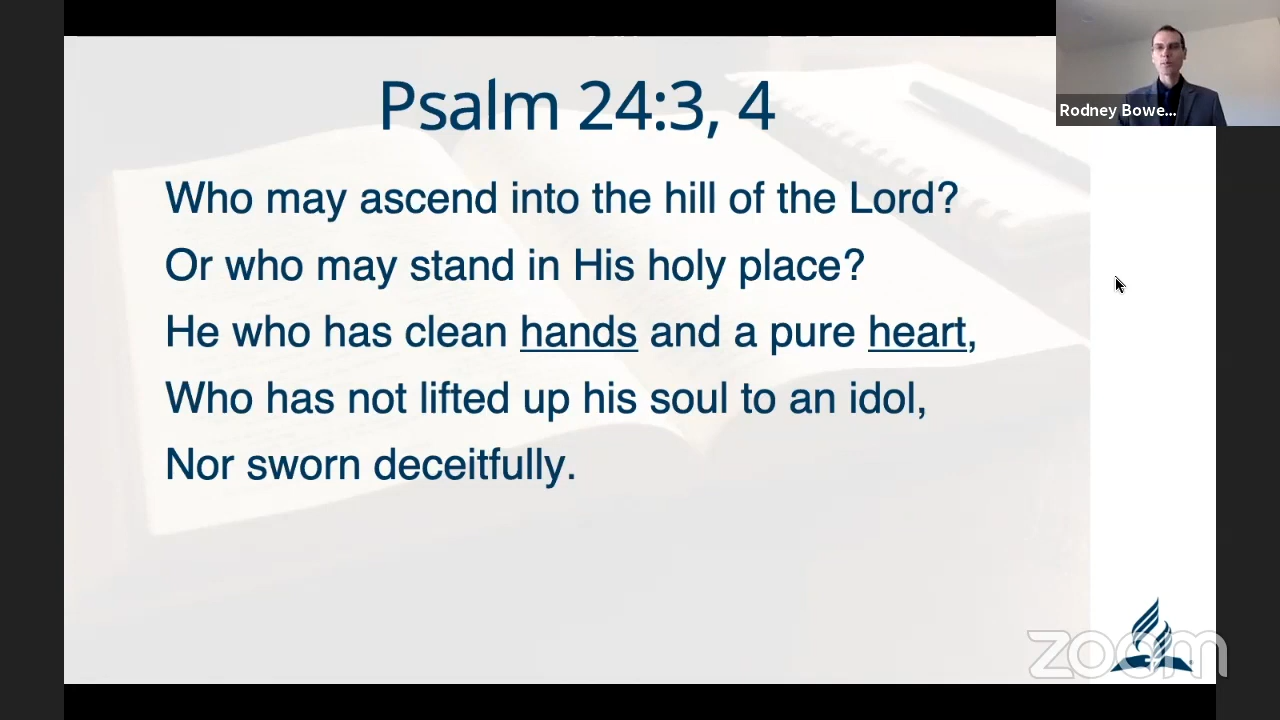 Psalm 24:3, 4
Rodney Bowe...
Who may ascend into the hill of the Lord?
Or who may stand in His holy place?
He who has clean hands and a pure heart,
Who has not lifted up his soul to an idol,
Nor sworn deceitfully.
zoom